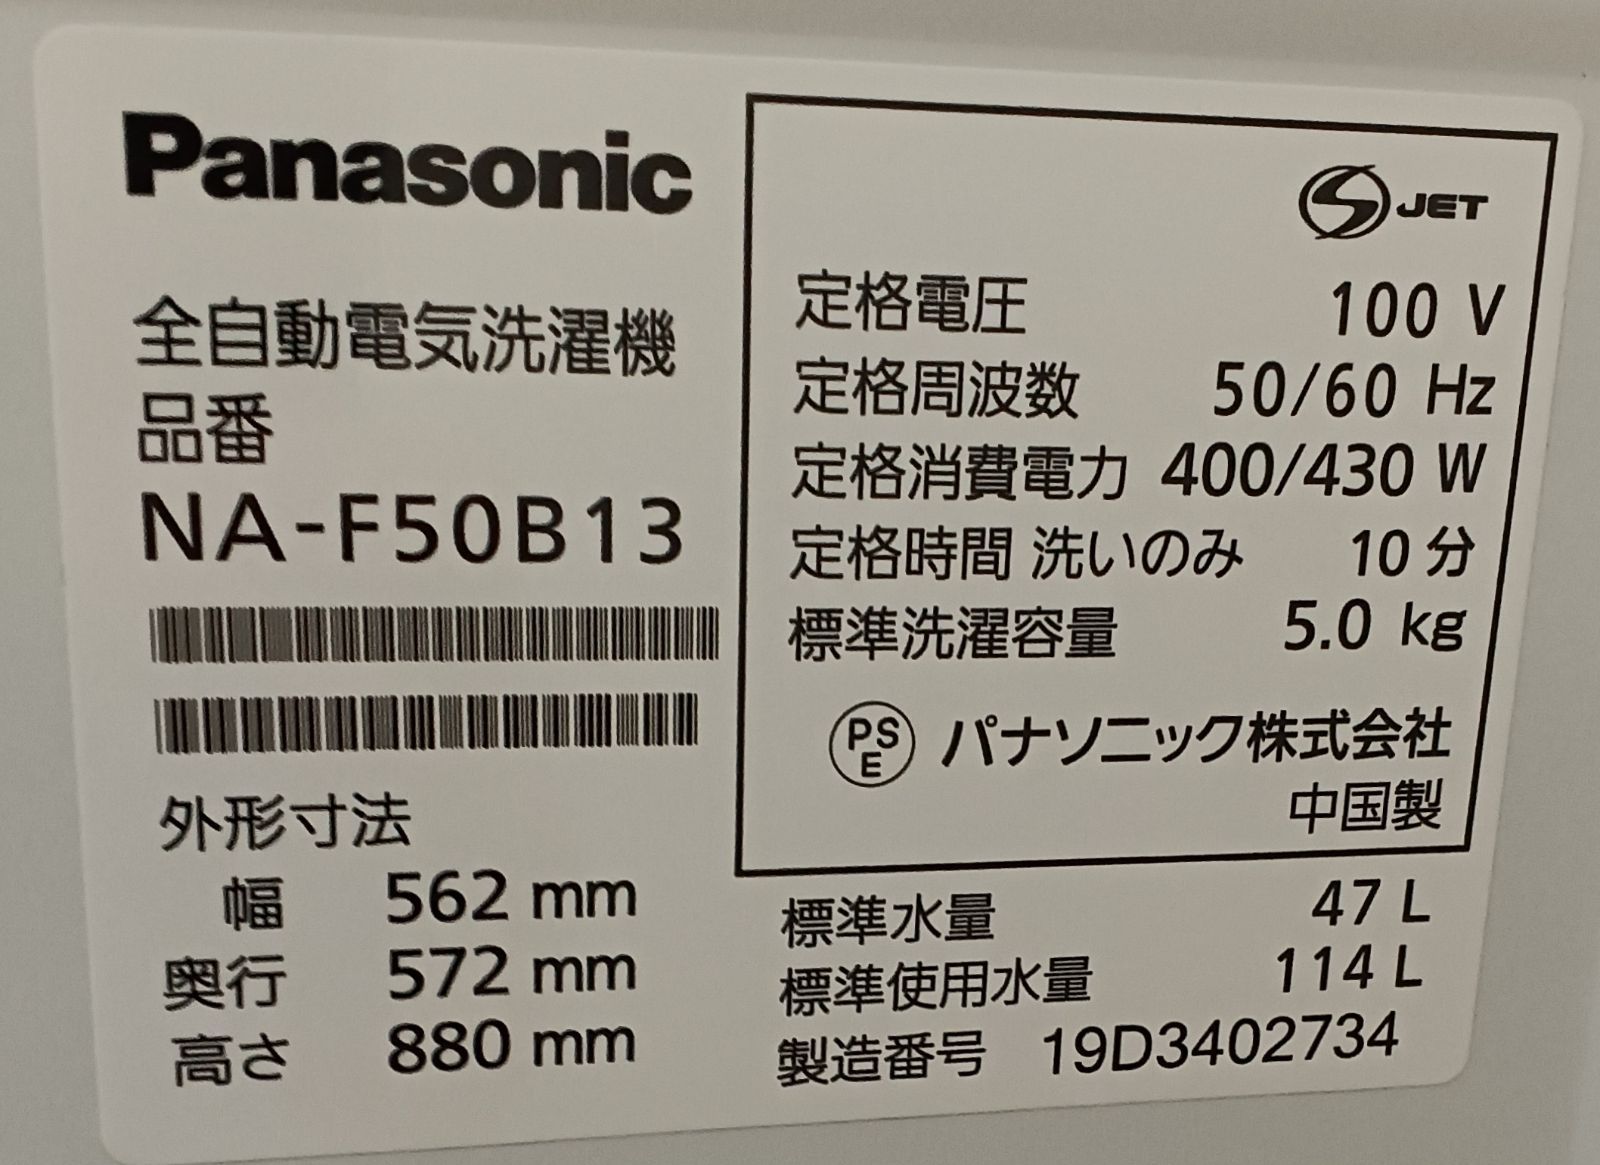 Panasonic
全自動電気洗濯機
品番
NA-F50B13
外形寸法
幅 562 mm
奥行 572 mm
高さ 880 mm
S JET
定格電圧 100 V
定格周波数 50/60 Hz
定格消費電力 400/430 W
定格時間 洗いのみ 10 分
標準洗濯容量 5.0 kg
PS
E パナソニック株式会社
中国製
標準水量 47 L
標準使用水量 114 L
製造番号 19D3402734